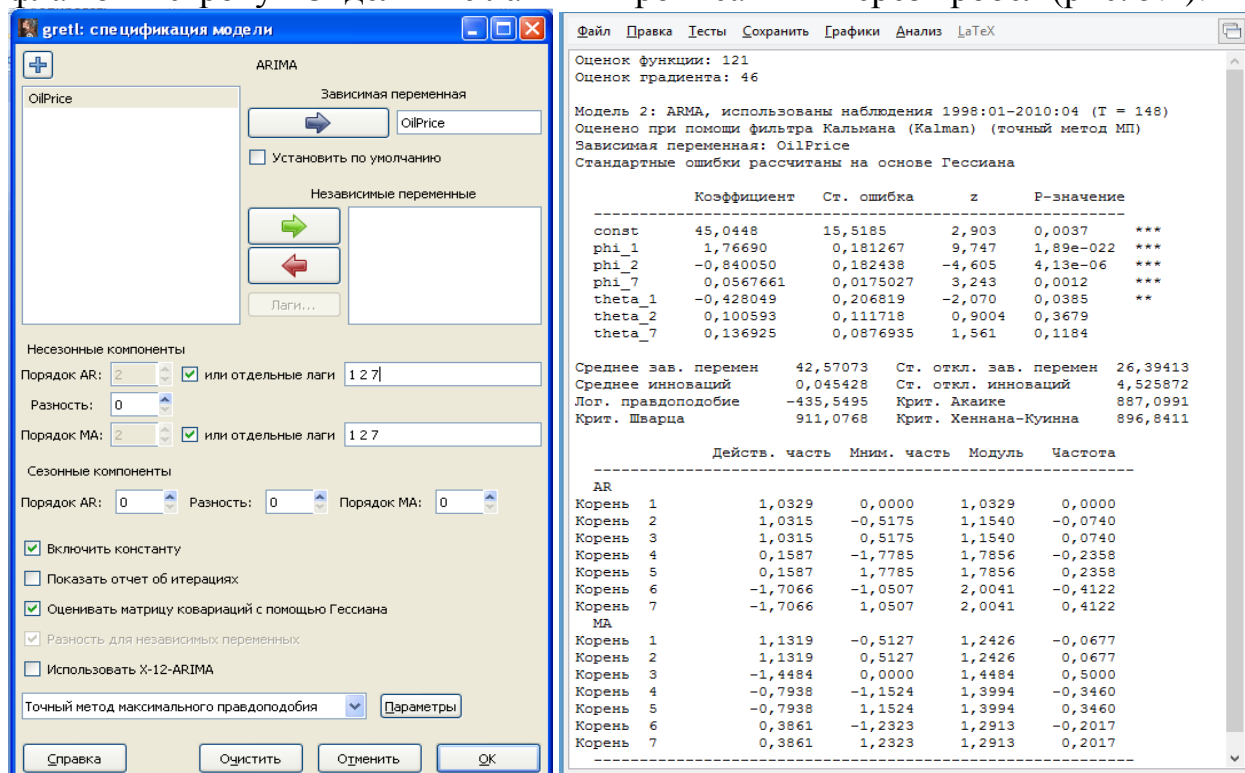 gretl: спецификация модели
ARIMA
OilPrice
Зависимая переменная
OilPrice
Установить по умолчанию
Независимые переменные
Лаги...
Несезонные компоненты
Порядок AR: 2 или отдельные лаги 1 2 7
Разность: 0
Порядок MA: 2 или отдельные лаги 1 2 7
Сезонные компоненты
Порядок AR: 0 Разность: 0 Порядок MA: 0
Включить константу
Показать отчет об итерациях
Оценивать матрицу ковариаций с помощью Гессиана
Разность для независимых переменных
Использовать X-12-ARIMA
Точный метод максимального правдоподобия Параметры
Справка Очистить Отменить OK
Файл Правка Тесты Сохранить Графики Анализ LaTeX
Оценок функции: 121
Оценок градиента: 46
Модель 2: ARMA, использованы наблюдения 1998:01-2010:04 (T = 148)
Оценено при помощи фильтра Кальмана (Kalman) (точный метод МП)
Зависимая переменная: OilPrice
Стандартные ошибки рассчитаны на основе Гессиана
Коэффициент Ст. ошибка z P-значение
const 45,0448 15,5185 2,903 0,0037 ***
phi_1 1,76690 0,181267 9,747 1,89e-022 ***
phi_2 -0,840050 0,182438 -4,605 4,13e-06 ***
phi_7 0,0567661 0,0175027 3,243 0,0012 ***
theta_1 -0,428049 0,206819 -2,070 0,0385 **
theta_2 0,100593 0,111718 0,9004 0,3679
theta_7 0,136925 0,0876935 1,561 0,1184
Среднее зав. перемен 42,57073 Ст. откл. зав. перемен 26,39413
Среднее инноваций 0,045428 Ст. откл. инноваций 4,525872
Лог. правдоподобие -435,5495 Крит. Акаике 887,0991
Крит. Шварца 911,0768 Крит. Хеннана-Куинна 896,8411
Действ. часть Мним. часть Модуль Частота
AR
Корень 1 1,0329 0,0000 1,0329 0,0000
Корень 2 1,0315 -0,5175 1,1540 -0,0740
Корень 3 1,0315 0,5175 1,1540 0,0740
Корень 4 0,1587 -1,7785 1,7856 -0,2358
Корень 5 0,1587 1,7785 1,7856 0,2358
Корень 6 -1,7066 -1,0507 2,0041 -0,4122
Корень 7 -1,7066 1,0507 2,0041 0,4122
MA
Корень 1 1,1319 -0,5127 1,2426 -0,0677
Корень 2 1,1319 0,5127 1,2426 0,0677
Корень 3 -1,4484 0,0000 1,4484 0,5000
Корень 4 -0,7938 -1,1524 1,3994 -0,3460
Корень 5 -0,7938 1,1524 1,3994 0,3460
Корень 6 0,3861 -1,2323 1,2913 -0,2017
Корень 7 0,3861 1,2323 1,2913 0,2017